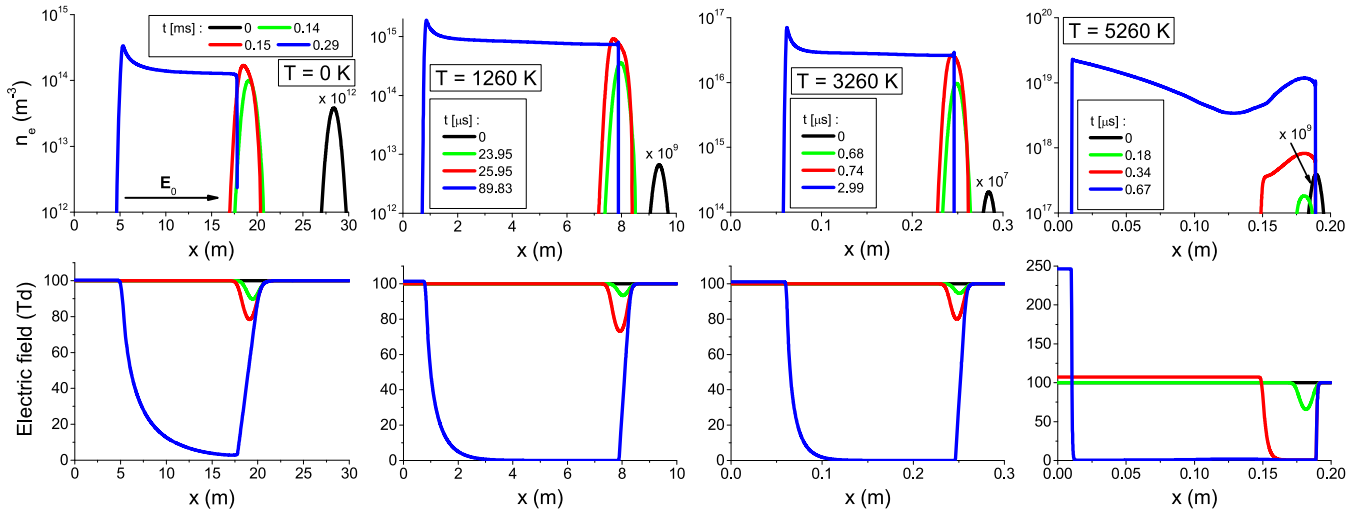 t [ms] :
0
0.14
0.15
0.29
T = 0 K
x 10^12
E_0
n_e (m^-3)
10^15
10^14
10^13
10^12
0 5 10 15 20 25 30
x (m)
T = 1260 K
t [μs] :
0
23.95
25.95
89.83
x 10^9
10^15
10^14
10^13
10^12
0 2 4 6 8 10
x (m)
T = 3260 K
t [μs] :
0
0.68
0.74
2.99
x 10^7
10^17
10^16
10^15
10^14
0.0 0.1 0.2 0.3
x (m)
T = 5260 K
t [μs] :
0
0.18
0.34
0.67
x 10^9
10^20
10^19
10^18
10^17
0.00 0.05 0.10 0.15 0.20
x (m)
Electric field (Td)
120
100
80
60
40
20
0
0 5 10 15 20 25 30
x (m)
120
100
80
60
40
20
0
0 2 4 6 8 10
x (m)
120
100
80
60
40
20
0
0.0 0.1 0.2 0.3
x (m)
250
200
150
100
50
0
0.00 0.05 0.10 0.15 0.20
x (m)